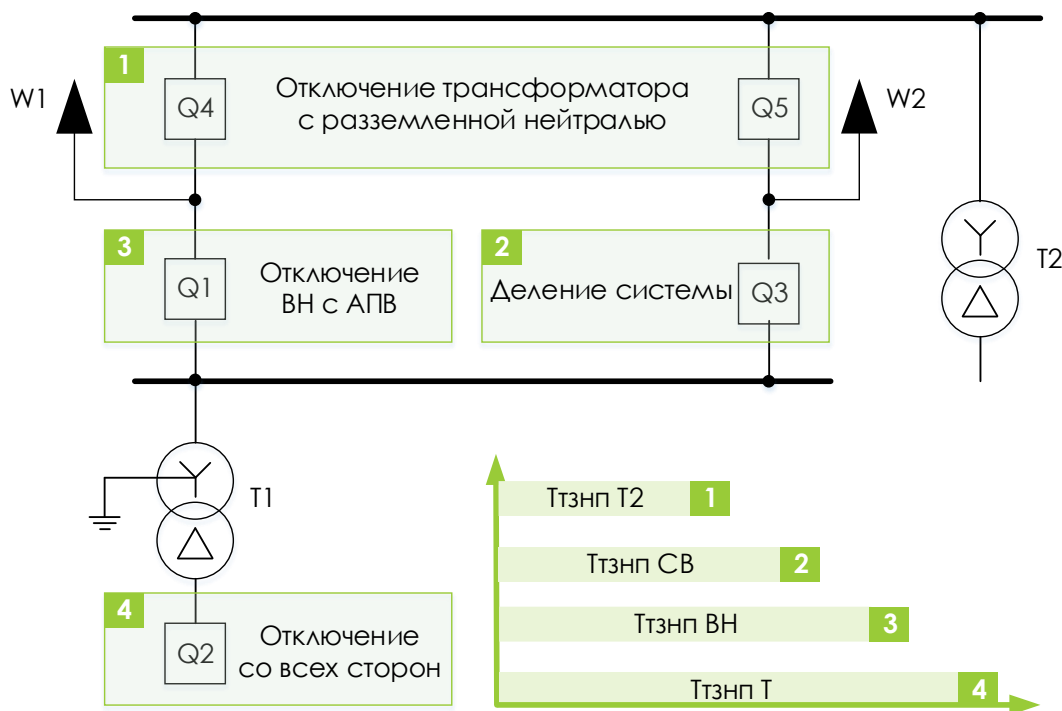 1
W1
Q4
Отключение трансформатора
с разземленной нейтралью
Q5
W2
3
Q1
Отключение
ВН с АПВ
2
Деление системы
Q3
T2
T1
4
Q2
Отключение
со всех сторон
Ттзнп Т2
1
Ттзнп СВ
2
Ттзнп ВН
3
Ттзнп Т
4